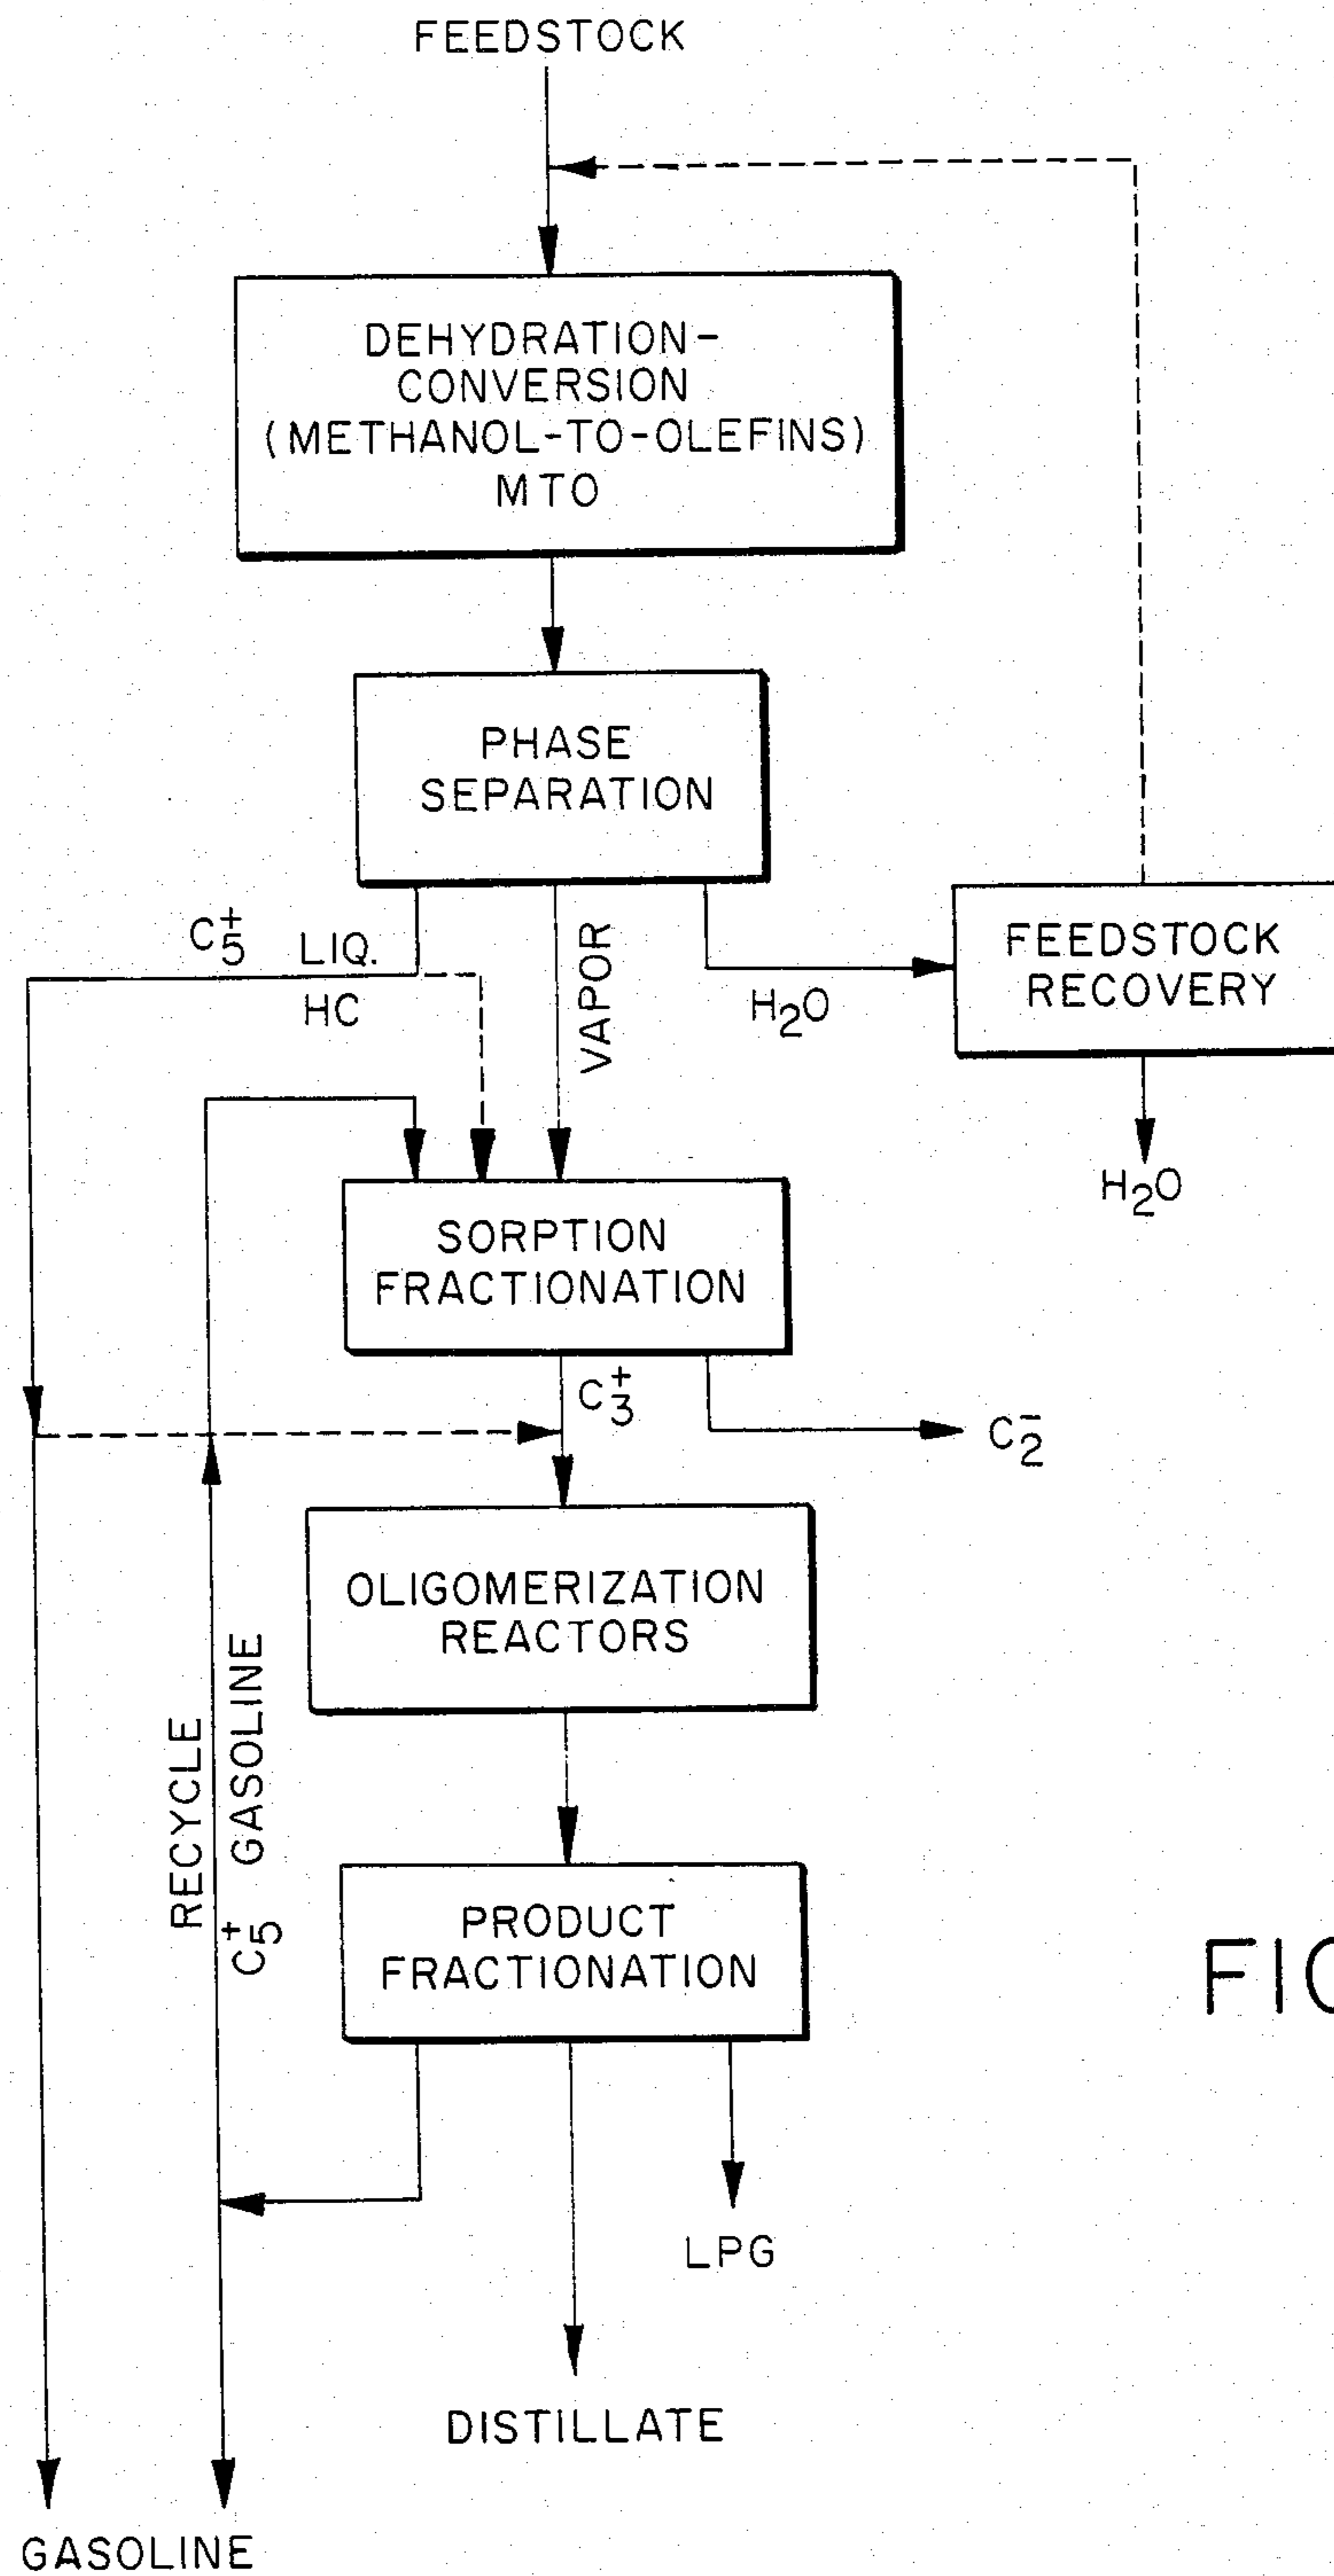 FEEDSTOCK
DEHYDRATION-
CONVERSION
(METHANOL-TO-OLEFINS)
MTO
PHASE
SEPARATION
C5+ LIQ.
HC
VAPOR
H2O
FEEDSTOCK
RECOVERY
H2O
SORPTION
FRACTIONATION
C3+
C2-
OLIGOMERIZATION
REACTORS
RECYCLE
C5+ GASOLINE
PRODUCT
FRACTIONATION
LPG
DISTILLATE
GASOLINE